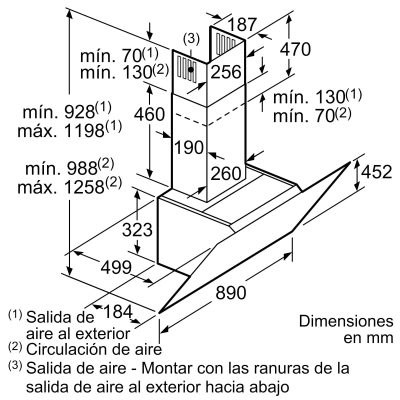 187
(3)
mín. 70(1)
mín. 130(2)
470
256
mín. 928(1)
máx. 1198(1)
460
mín. 130(1)
mín. 70(2)
190
mín. 988(2)
máx. 1258(2)
260
452
323
499
890
184
(1) Salida de
aire al exterior
(2) Circulación de aire
Dimensiones
en mm
(3) Salida de aire - Montar con las ranuras de la
salida de aire al exterior hacia abajo